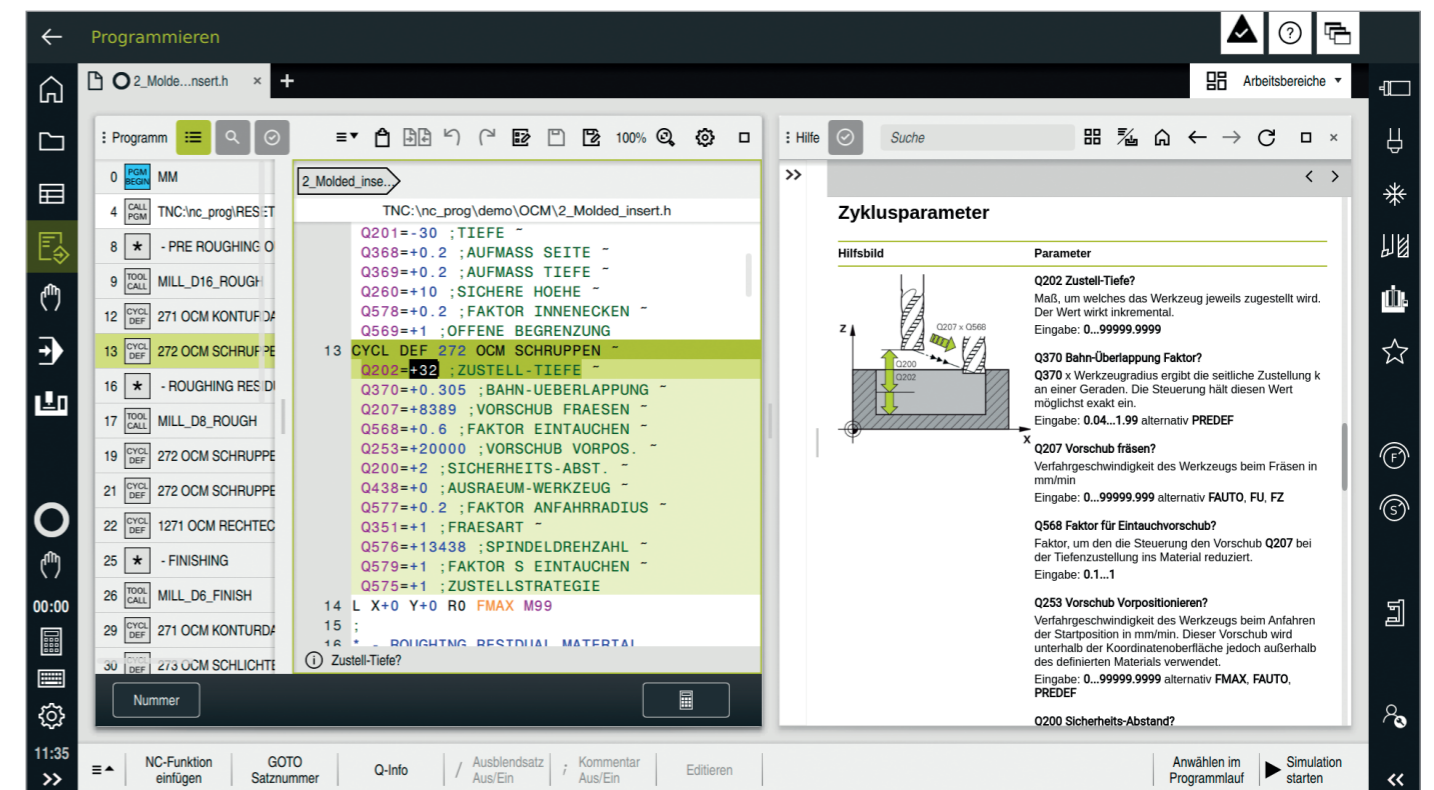 Programmieren
2_Molde...nsert.h
Arbeitsbereiche
Programm
100%
Hilfe
Suche
0 PGM BEGIN MM
4 CALL PGM TNC:\nc_prog\RESET
8 * - PRE ROUGHING O
9 TOOL CALL MILL_D16_ROUGH
12 CYCL DEF 271 OCM KONTURDA
13 CYCL DEF 272 OCM SCHRUPPE
16 * - ROUGHING RESIDU
17 TOOL CALL MILL_D8_ROUGH
19 CYCL DEF 272 OCM SCHRUPPE
21 CYCL DEF 272 OCM SCHRUPPE
22 CYCL DEF 1271 OCM RECHTEC
25 * - FINISHING
26 TOOL CALL MILL_D6_FINISH
29 CYCL DEF 271 OCM KONTURDA
30 CYCL DEF 273 OCM SCHLICHTE
2_Molded_inse...
TNC:\nc_prog\demo\OCM\2_Molded_insert.h
Q201=-30 ;TIEFE ~
Q368=+0.2 ;AUFMASS SEITE ~
Q369=+0.2 ;AUFMASS TIEFE ~
Q260=+10 ;SICHERE HOEHE ~
Q578=+0.2 ;FAKTOR INNENECKEN ~
Q569=+1 ;OFFENE BEGRENZUNG
13 CYCL DEF 272 OCM SCHRUPPEN ~
Q202=+32 ;ZUSTELL-TIEFE ~
Q370=+0.305 ;BAHN-UEBERLAPPUNG ~
Q207=+8389 ;VORSCHUB FRAESEN ~
Q568=+0.6 ;FAKTOR EINTAUCHEN ~
Q253=+20000 ;VORSCHUB VORPOS. ~
Q200=+2 ;SICHERHEITS-ABST. ~
Q438=+0 ;AUSRAEUM-WERKZEUG ~
Q577=+0.2 ;FAKTOR ANFAHRRADIUS ~
Q351=+1 ;FRAESART ~
Q576=+13438 ;SPINDELDREHZAHL ~
Q579=+1 ;FAKTOR S EINTAUCHEN ~
Q575=+1 ;ZUSTELLSTRATEGIE
14 L X+0 Y+0 R0 FMAX M99
15 ;
16 * - ROUGHING RESIDUAL MATERIAL
Zustell-Tiefe?
Nummer
Zyklusparameter
Hilfsbild
Parameter
Z
Q207 x Q568
Q200
Q202
X
Q202 Zustell-Tiefe?
Maß, um welches das Werkzeug jeweils zugestellt wird.
Der Wert wirkt inkremental.
Eingabe: 0...99999.9999
Q370 Bahn-Überlappung Faktor?
Q370 x Werkzeugradius ergibt die seitliche Zustellung k
an einer Geraden. Die Steuerung hält diesen Wert
möglichst exakt ein.
Eingabe: 0.04...1.99 alternativ PREDEF
Q207 Vorschub fräsen?
Verfahrgeschwindigkeit des Werkzeugs beim Fräsen in
mm/min
Eingabe: 0...99999.999 alternativ FAUTO, FU, FZ
Q568 Faktor für Eintauchvorschub?
Faktor, um den die Steuerung den Vorschub Q207 bei
der Tiefenzustellung ins Material reduziert.
Eingabe: 0.1...1
Q253 Vorschub Vorpositionieren?
Verfahrgeschwindigkeit des Werkzeugs beim Anfahren
der Startposition in mm/min. Dieser Vorschub wird
unterhalb der Koordinatenoberfläche jedoch außerhalb
des definierten Materials verwendet.
Eingabe: 0...99999.9999 alternativ FMAX, FAUTO,
PREDEF
Q200 Sicherheits-Abstand?
F
S
00:00
11:35
NC-Funktion
einfügen
GOTO
Satznummer
Q-Info
/ Ausblendsatz
Aus/Ein
; Kommentar
Aus/Ein
Editieren
Anwählen im
Programmlauf
Simulation
starten